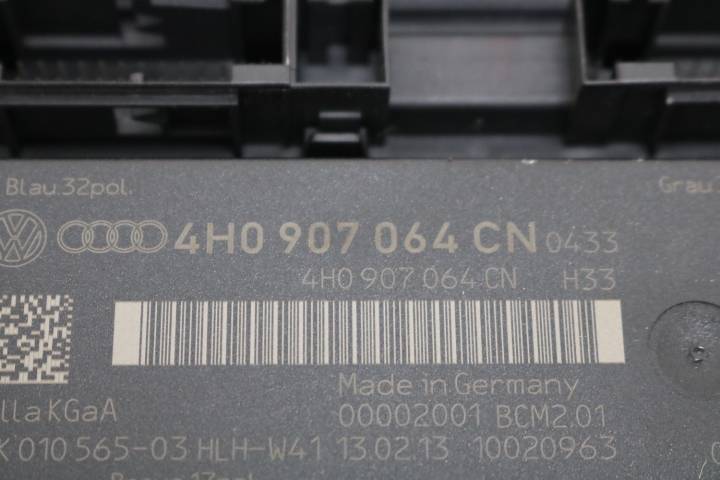 Blau.32pol. Grau.
4H0 907 064 CN 0433
4H0 907 064 CN H33
Made in Germany
lla KGaA 00002001 BCM2.01
K 010 565-03 HLH-W41 13.02.13 10020963